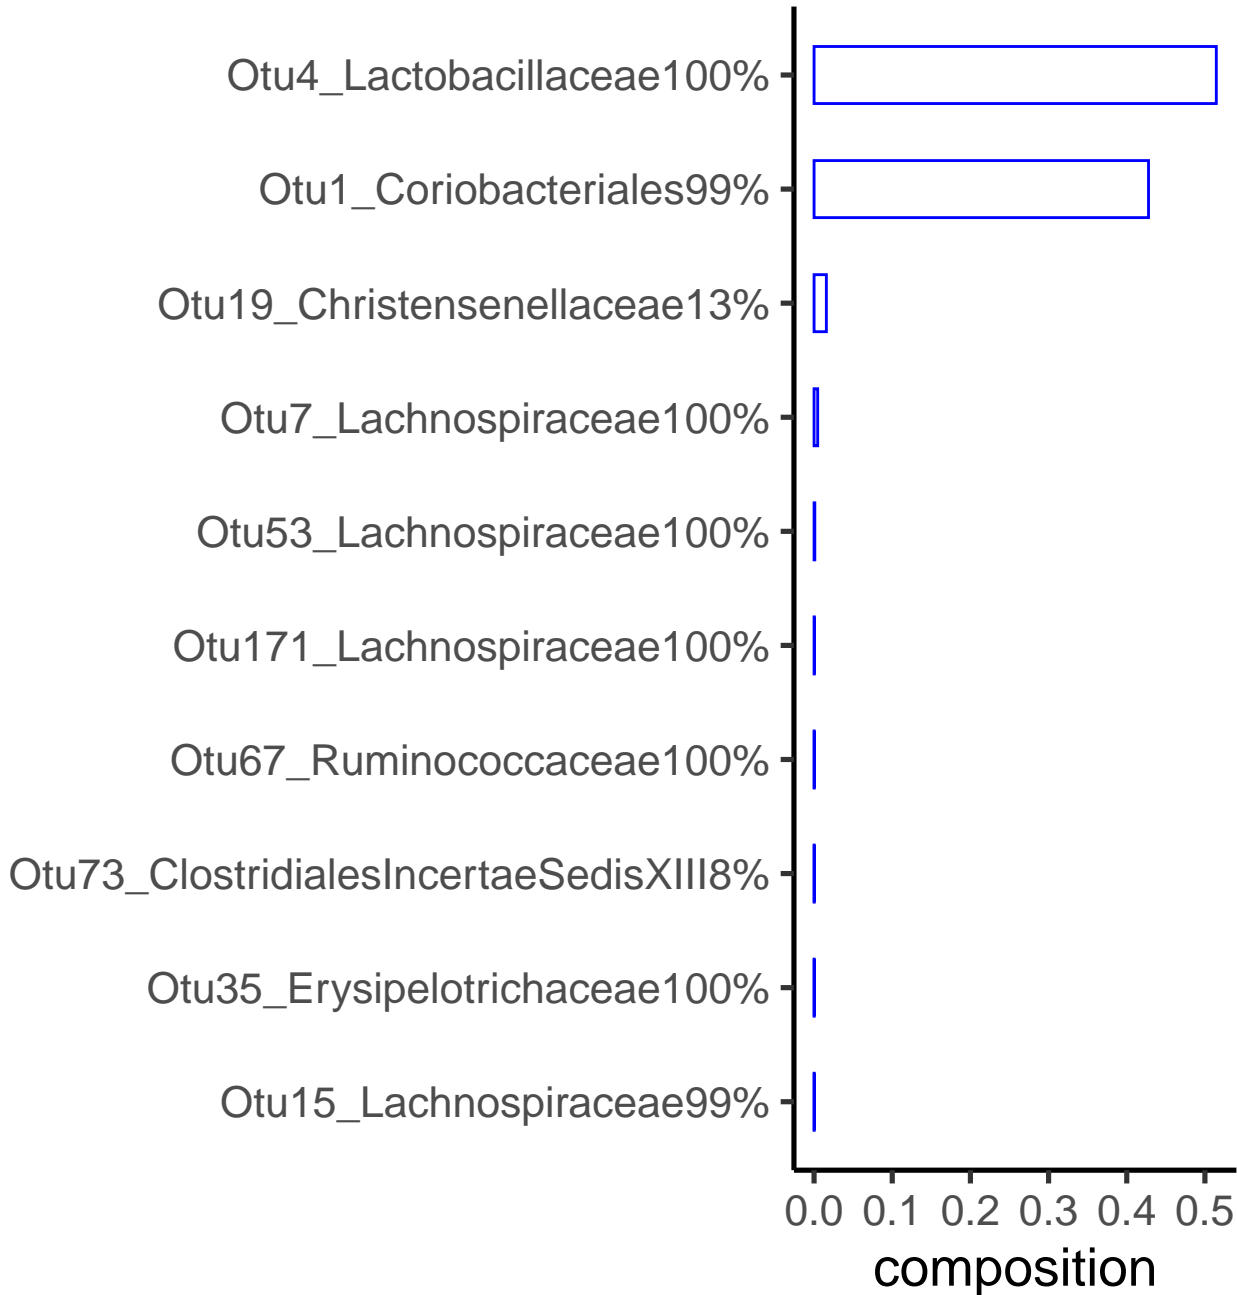 Otu4_Lactobacillaceae100%
Otu1_Coriobacteriales99%
Otu19_Christensenellaceae13%
Otu7_Lachnospiraceae100%
Otu53_Lachnospiraceae100%
Otu171_Lachnospiraceae100%
Otu67_Ruminococcaceae100%
Otu73_ClostridialesIncertaeSedisXIII8%
Otu35_Erysipelotrichaceae100%
Otu15_Lachnospiraceae99%
0.0 0.1 0.2 0.3 0.4 0.5
composition